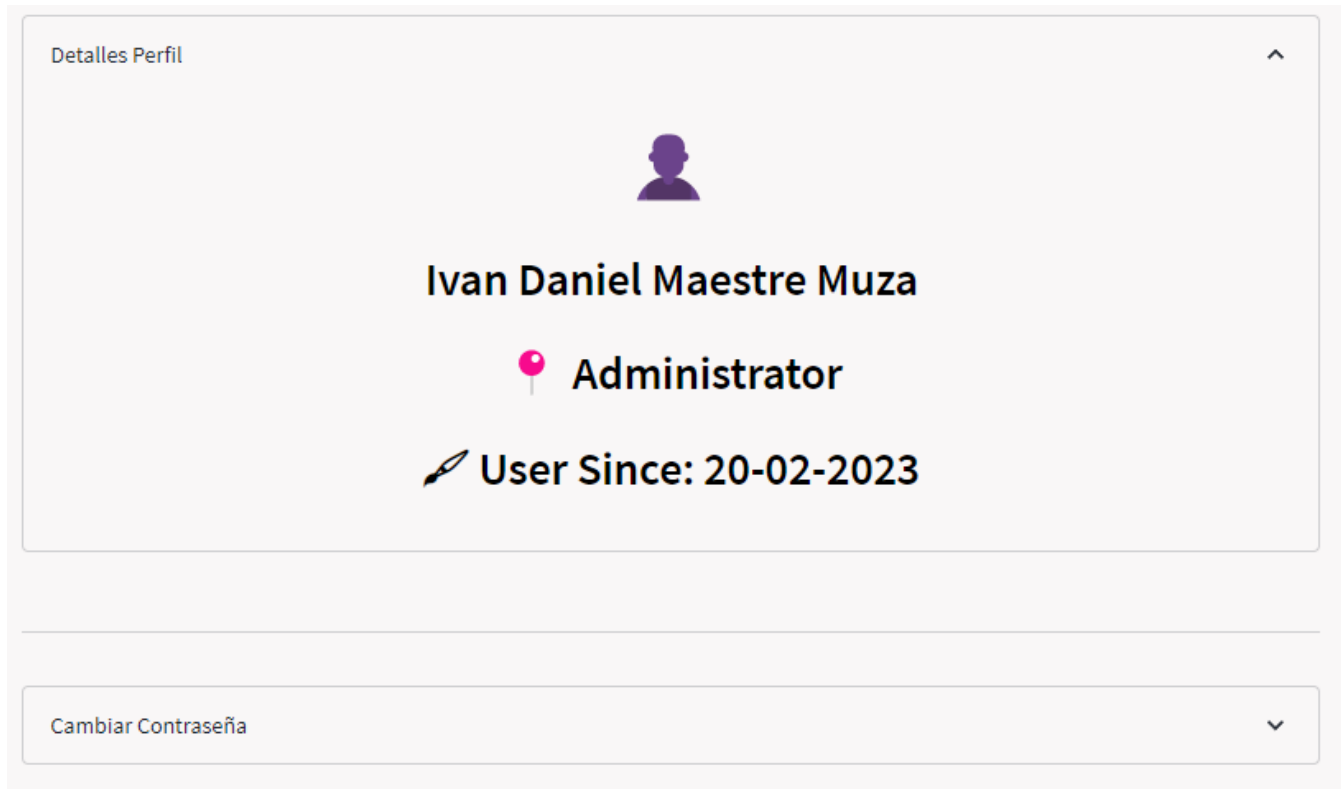 Detalles Perfil
Ivan Daniel Maestre Muza
Administrator
User Since: 20-02-2023
Cambiar Contraseña